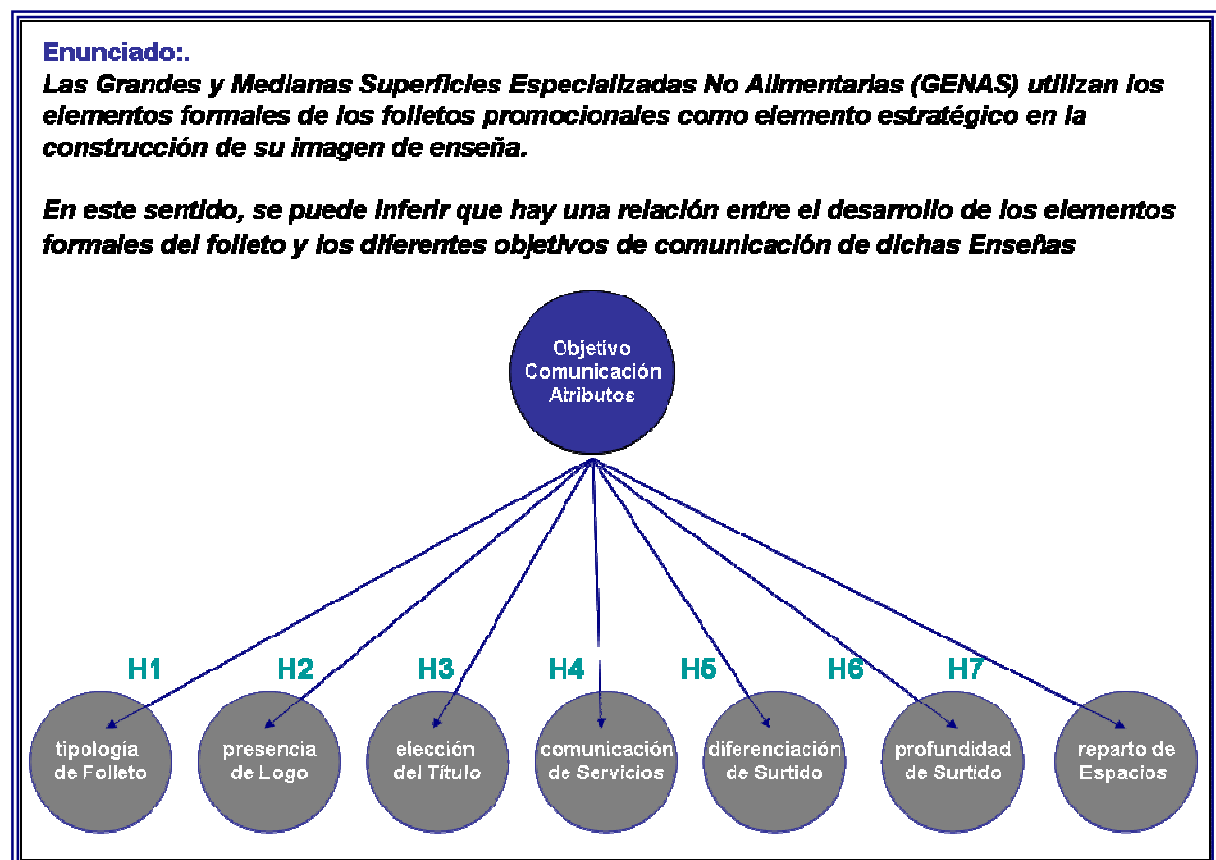 Enunciado:.
Las Grandes y Medianas Superficies Especializadas No Alimentarias (GENAS) utilizan los
elementos formales de los folletos promocionales como elemento estratégico en la
construcción de su imagen de enseña.
En este sentido, se puede inferir que hay una relación entre el desarrollo de los elementos
formales del folleto y los diferentes objetivos de comunicación de dichas Enseñas
Objetivo
Comunicación
Atributos
H1 H2 H3 H4 H5 H6 H7
tipología
de Folleto
presencia
de Logo
elección
del Título
comunicación
de Servicios
diferenciación
de Surtido
profundidad
de Surtido
reparto de
Espacios